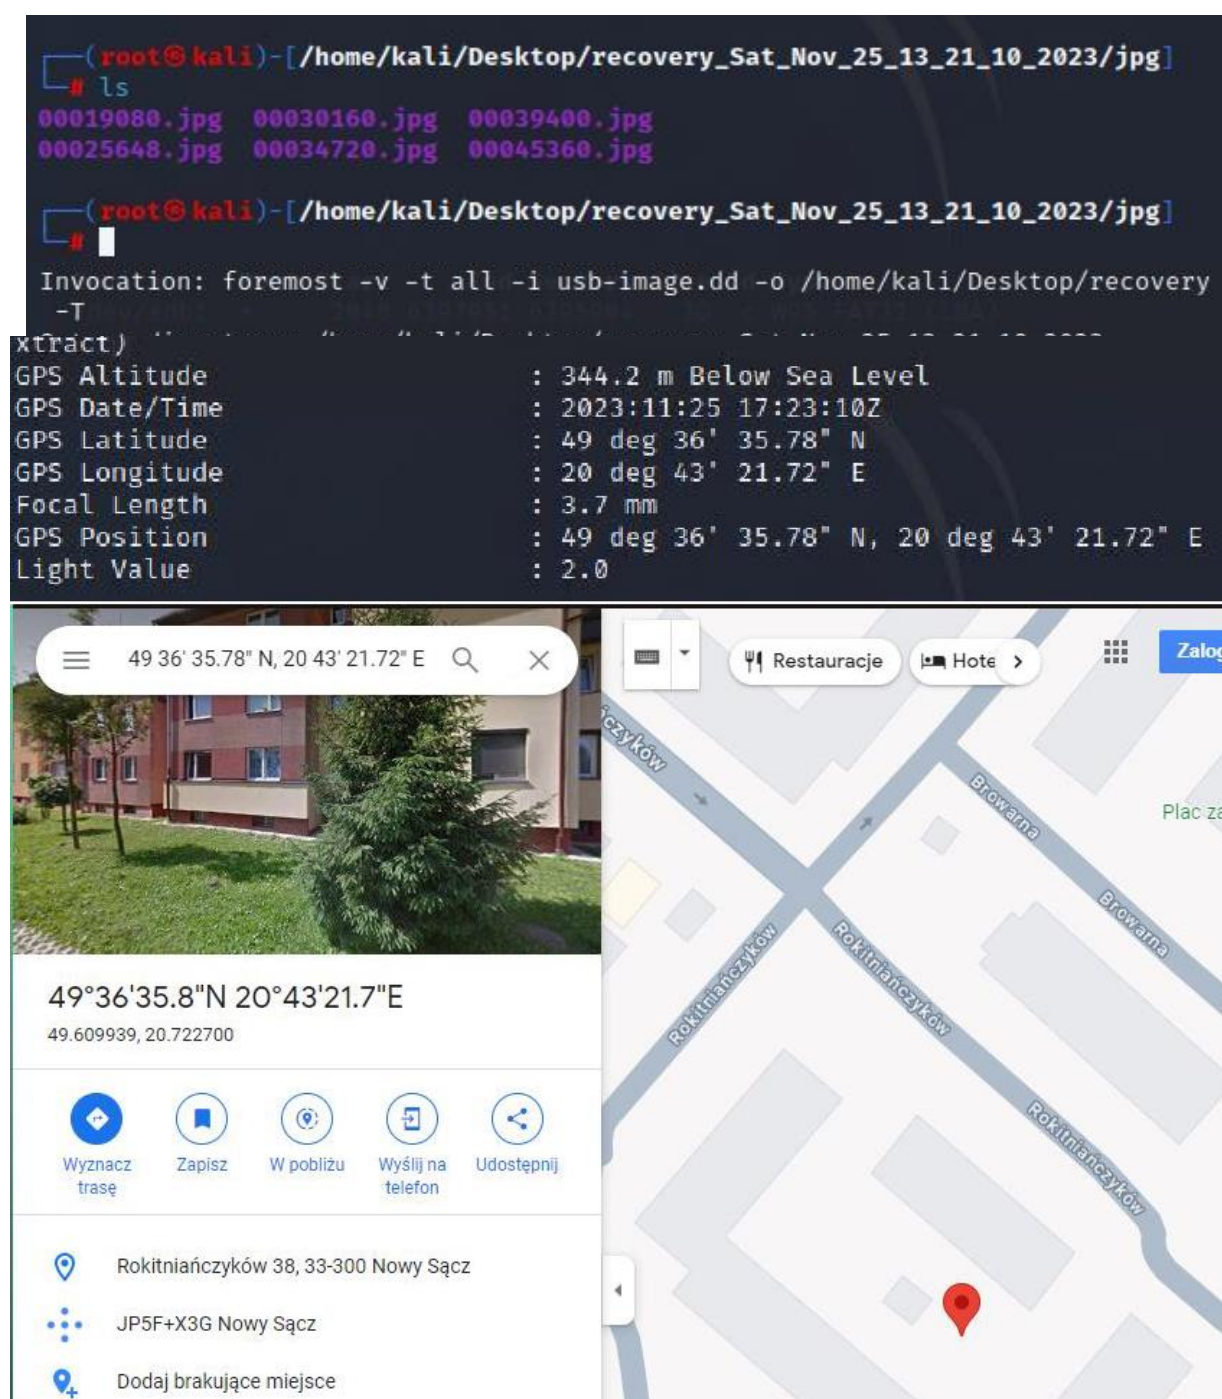 (root㉿kali)-[/home/kali/Desktop/recovery_Sat_Nov_25_13_21_10_2023/jpg]
# ls
00019080.jpg 00030160.jpg 00039400.jpg
00025648.jpg 00034720.jpg 00045360.jpg
(root㉿kali)-[/home/kali/Desktop/recovery_Sat_Nov_25_13_21_10_2023/jpg]
#
Invocation: foremost -v -t all -i usb-image.dd -o /home/kali/Desktop/recovery
-T
xtract)
GPS Altitude : 344.2 m Below Sea Level
GPS Date/Time : 2023:11:25 17:23:10Z
GPS Latitude : 49 deg 36' 35.78" N
GPS Longitude : 20 deg 43' 21.72" E
Focal Length : 3.7 mm
GPS Position : 49 deg 36' 35.78" N, 20 deg 43' 21.72" E
Light Value : 2.0
49 36' 35.78" N, 20 43' 21.72" E
Restauracje
Hote
Zalog
czyków
Browarna
Plac za
Browarna
Rokitniańczyków
Rokitniańczyków
Rokitniańczyków
49°36'35.8"N 20°43'21.7"E
49.609939, 20.722700
Wyznacz
trasę
Zapisz
W pobliżu
Wyślij na
telefon
Udostępnij
Rokitniańczyków 38, 33-300 Nowy Sącz
JP5F+X3G Nowy Sącz
Dodaj brakujące miejsce